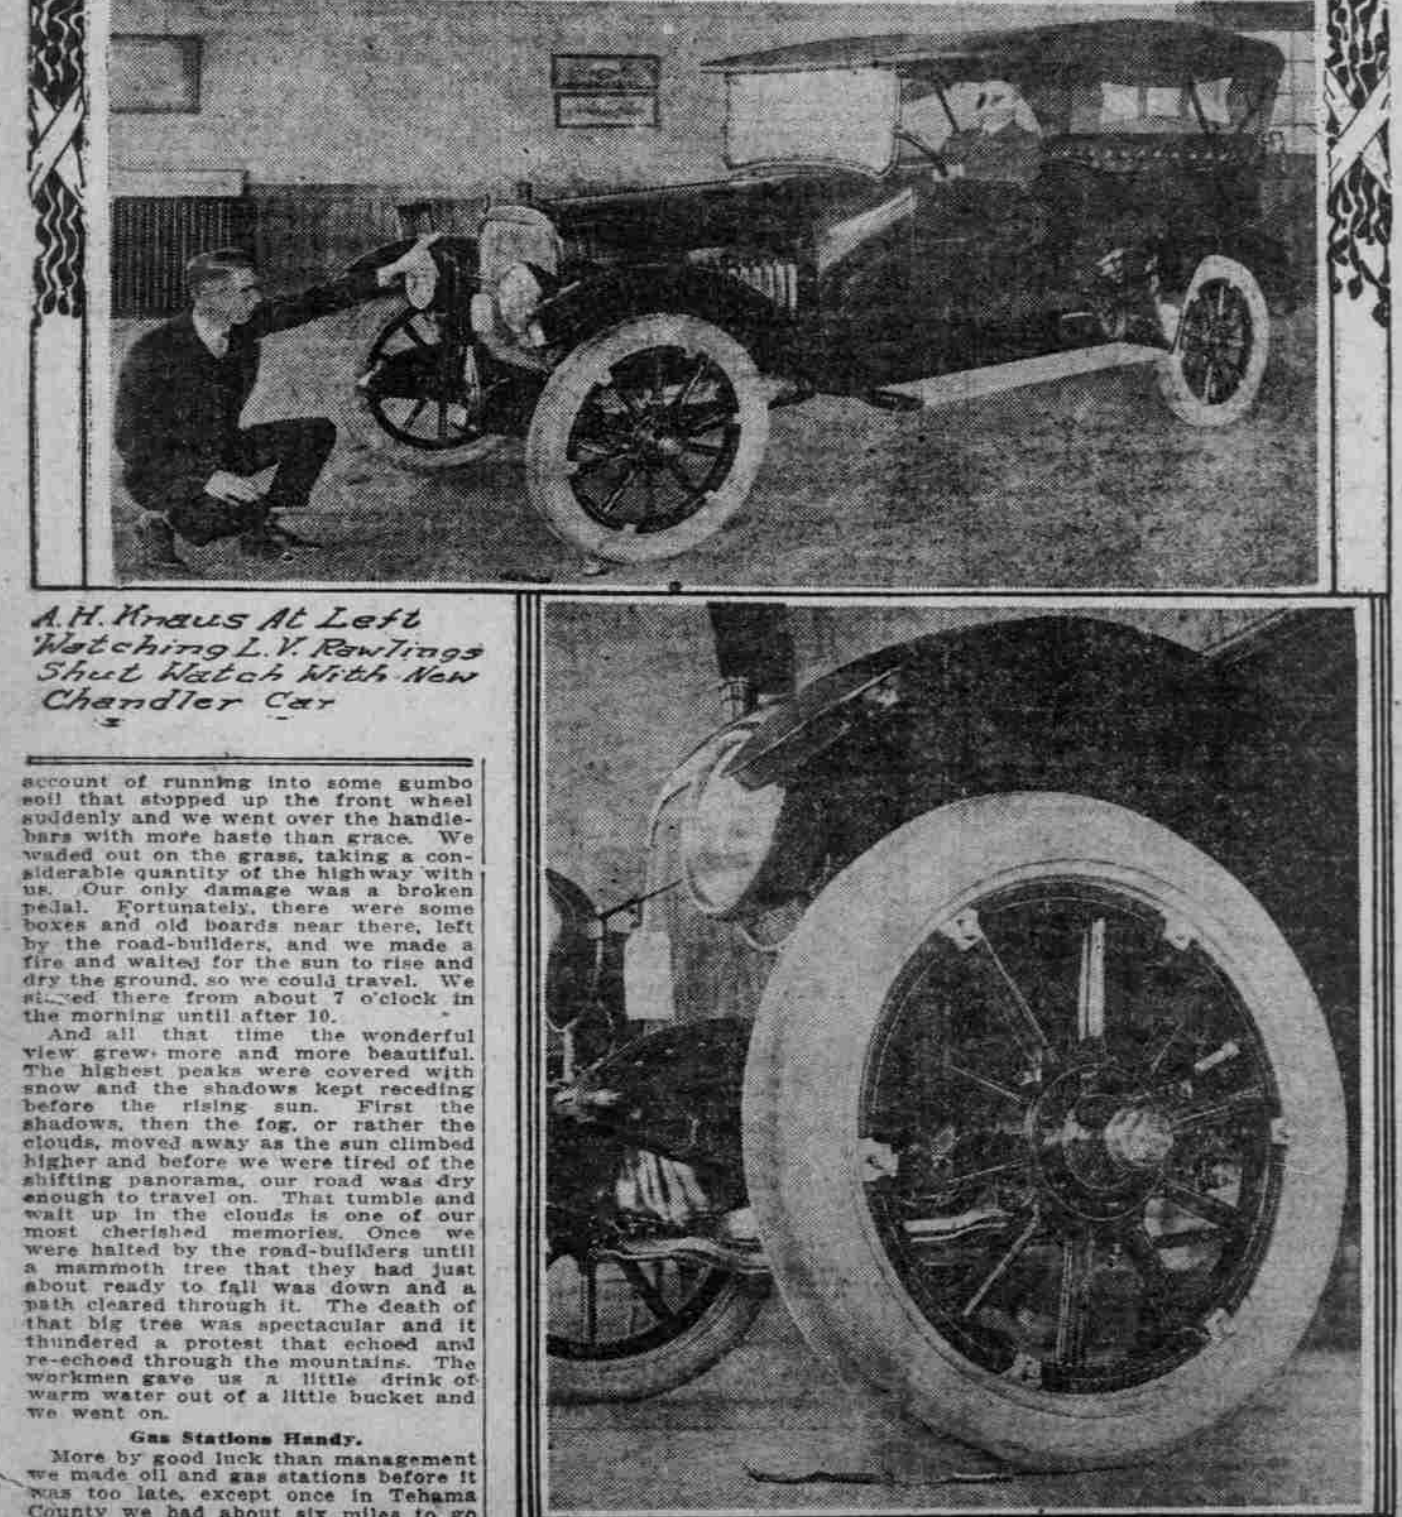 A.H. Knaus At Left
Watching L.V. Rawlings
Shut Watch With New
Chandler Car
account of running into some gumbo
soil that stopped up the front wheel
suddenly and we went over the handle-
bars with more haste than grace. We
waded out on the grass, taking a con-
siderable quantity of the highway with
us. Our only damage was a broken
pedal. Fortunately, there were some
boxes and old boards near there, left
by the road-builders, and we made a
fire and waited for the sun to rise and
dry the ground, so we could travel. We
stayed there from about 7 o'clock in
the morning until after 10.
And all that time the wonderful
view grew more and more beautiful.
The highest peaks were covered with
snow and the shadows kept receding
before the rising sun. First the
shadows, then the fog, or rather the
clouds, moved away as the sun climbed
higher and before we were tired of the
shifting panorama, our road was dry
enough to travel on. That tumble and
wait up in the clouds is one of our
most cherished memories. Once we
were halted by the road-builders until
a mammoth tree that they had just
about ready to fall was down and a
path cleared through it. The death of
that big tree was spectacular and it
thundered a protest that echoed and
re-echoed through the mountains. The
workmen gave us a little drink of
warm water out of a little bucket and
we went on.
Gas Stations Handy.
More by good luck than management
we made oil and gas stations before it
was too late, except once in Tehama
County we had about six miles to go